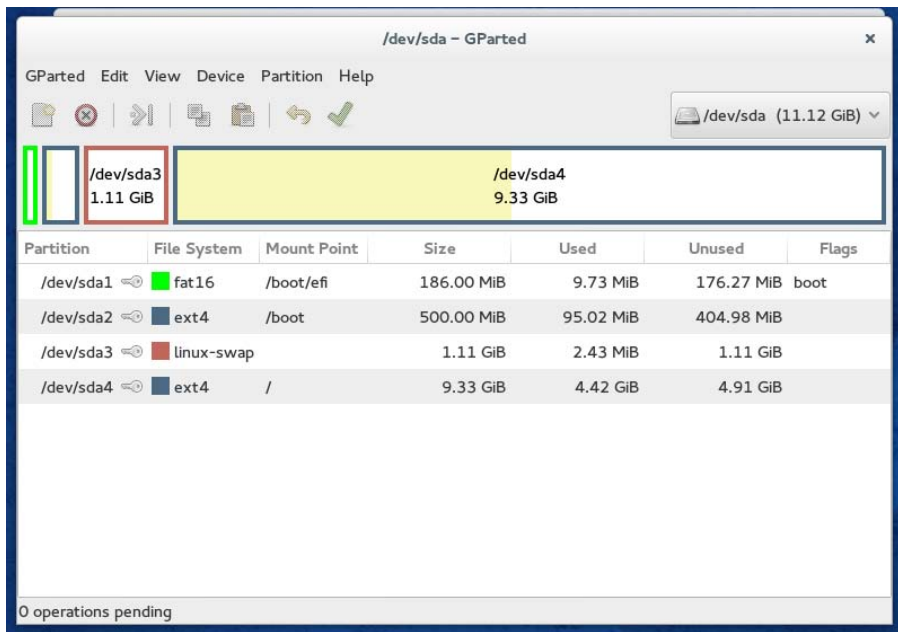 /dev/sda – GParted ×
GParted Edit View Device Partition Help
/dev/sda (11.12 GiB)
/dev/sda3
1.11 GiB
/dev/sda4
9.33 GiB
Partition File System Mount Point Size Used Unused Flags
/dev/sda1 fat16 /boot/efi 186.00 MiB 9.73 MiB 176.27 MiB boot
/dev/sda2 ext4 /boot 500.00 MiB 95.02 MiB 404.98 MiB
/dev/sda3 linux-swap 1.11 GiB 2.43 MiB 1.11 GiB
/dev/sda4 ext4 / 9.33 GiB 4.42 GiB 4.91 GiB
0 operations pending